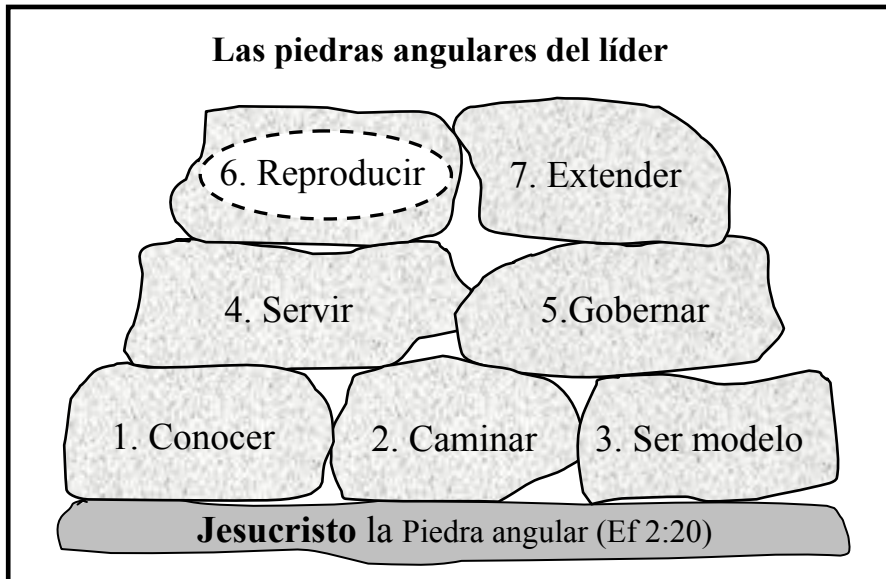 Las piedras angulares del líder
6. Reproducir
7. Extender
4. Servir
5.Gobernar
1. Conocer
2. Caminar
3. Ser modelo
Jesucristo la Piedra angular (Ef 2:20)